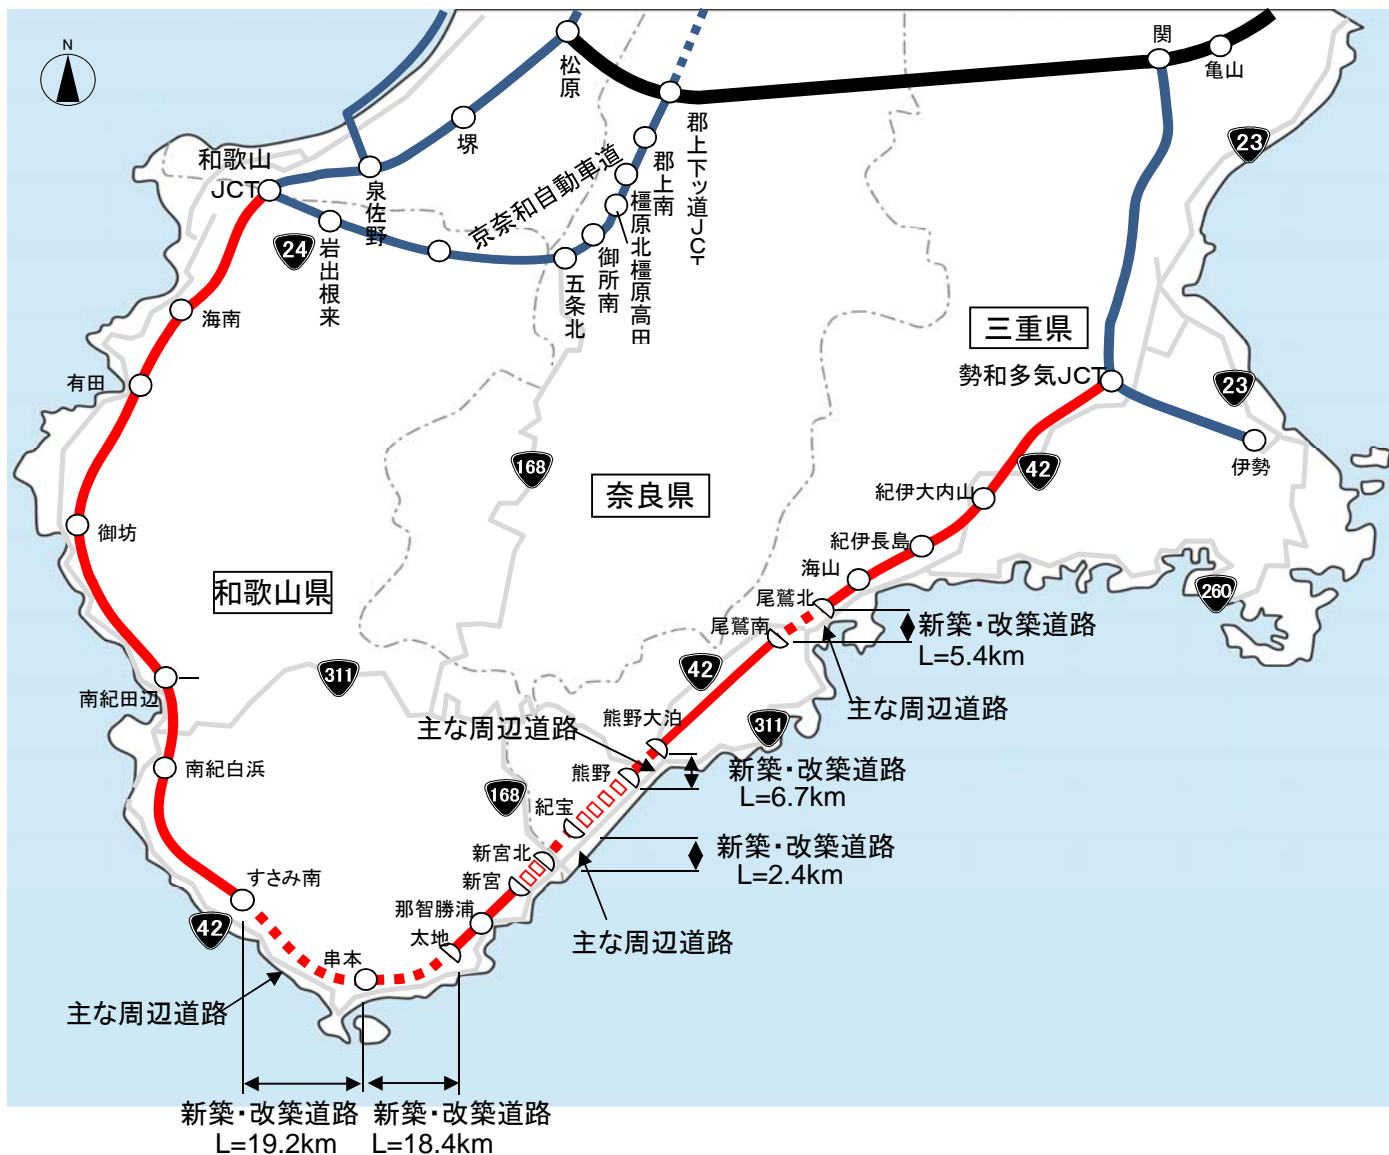 N
関
亀山
松原
堺
23
郡上下ッ道JCT
和歌山
JCT
泉佐野
京奈和自動車道
郡上南
橿原北
橿原高田
24
岩出根来
御所南
五条北
海南
三重県
勢和多気JCT
有田
23
伊勢
168
42
奈良県
紀伊大内山
御坊
紀伊長島
海山
和歌山県
260
尾鷲北
尾鷲南
新築・改築道路
L=5.4km
311
42
南紀田辺
主な周辺道路
熊野大泊
311
主な周辺道路
南紀白浜
熊野
新築・改築道路
L=6.7km
168
紀宝
新宮北
新築・改築道路
L=2.4km
すさみ南
新宮
那智勝浦
42
太地
主な周辺道路
串本
主な周辺道路
新築・改築道路
L=19.2km
新築・改築道路
L=18.4km